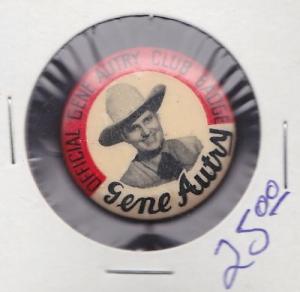 OFFICIAL GENE AUTRY CLUB BADGE
Gene Autry
25.00